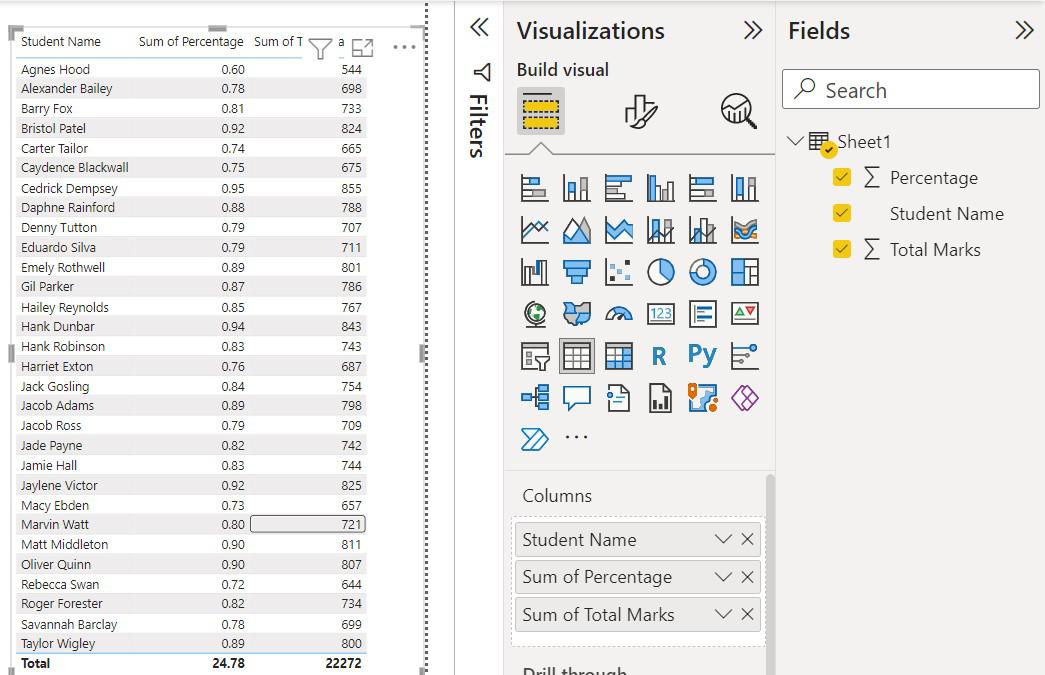 Student Name Sum of Percentage Sum of T a
Agnes Hood 0.60 544
Alexander Bailey 0.78 698
Barry Fox 0.81 733
Bristol Patel 0.92 824
Carter Tailor 0.74 665
Caydence Blackwall 0.75 675
Cedrick Dempsey 0.95 855
Daphne Rainford 0.88 788
Denny Tutton 0.79 707
Eduardo Silva 0.79 711
Emely Rothwell 0.89 801
Gil Parker 0.87 786
Hailey Reynolds 0.85 767
Hank Dunbar 0.94 843
Hank Robinson 0.83 743
Harriet Exton 0.76 687
Jack Gosling 0.84 754
Jacob Adams 0.89 798
Jacob Ross 0.79 709
Jade Payne 0.82 742
Jamie Hall 0.83 744
Jaylene Victor 0.92 825
Macy Ebden 0.73 657
Marvin Watt 0.80 721
Matt Middleton 0.90 811
Oliver Quinn 0.90 807
Rebecca Swan 0.72 644
Roger Forester 0.82 734
Savannah Barclay 0.78 699
Taylor Wigley 0.89 800
Total 24.78 22272
Filters
Visualizations
Build visual
123
R Py
Columns
Student Name
Sum of Percentage
Sum of Total Marks
Drill through
Fields
Search
Sheet1
Σ Percentage
Student Name
Σ Total Marks